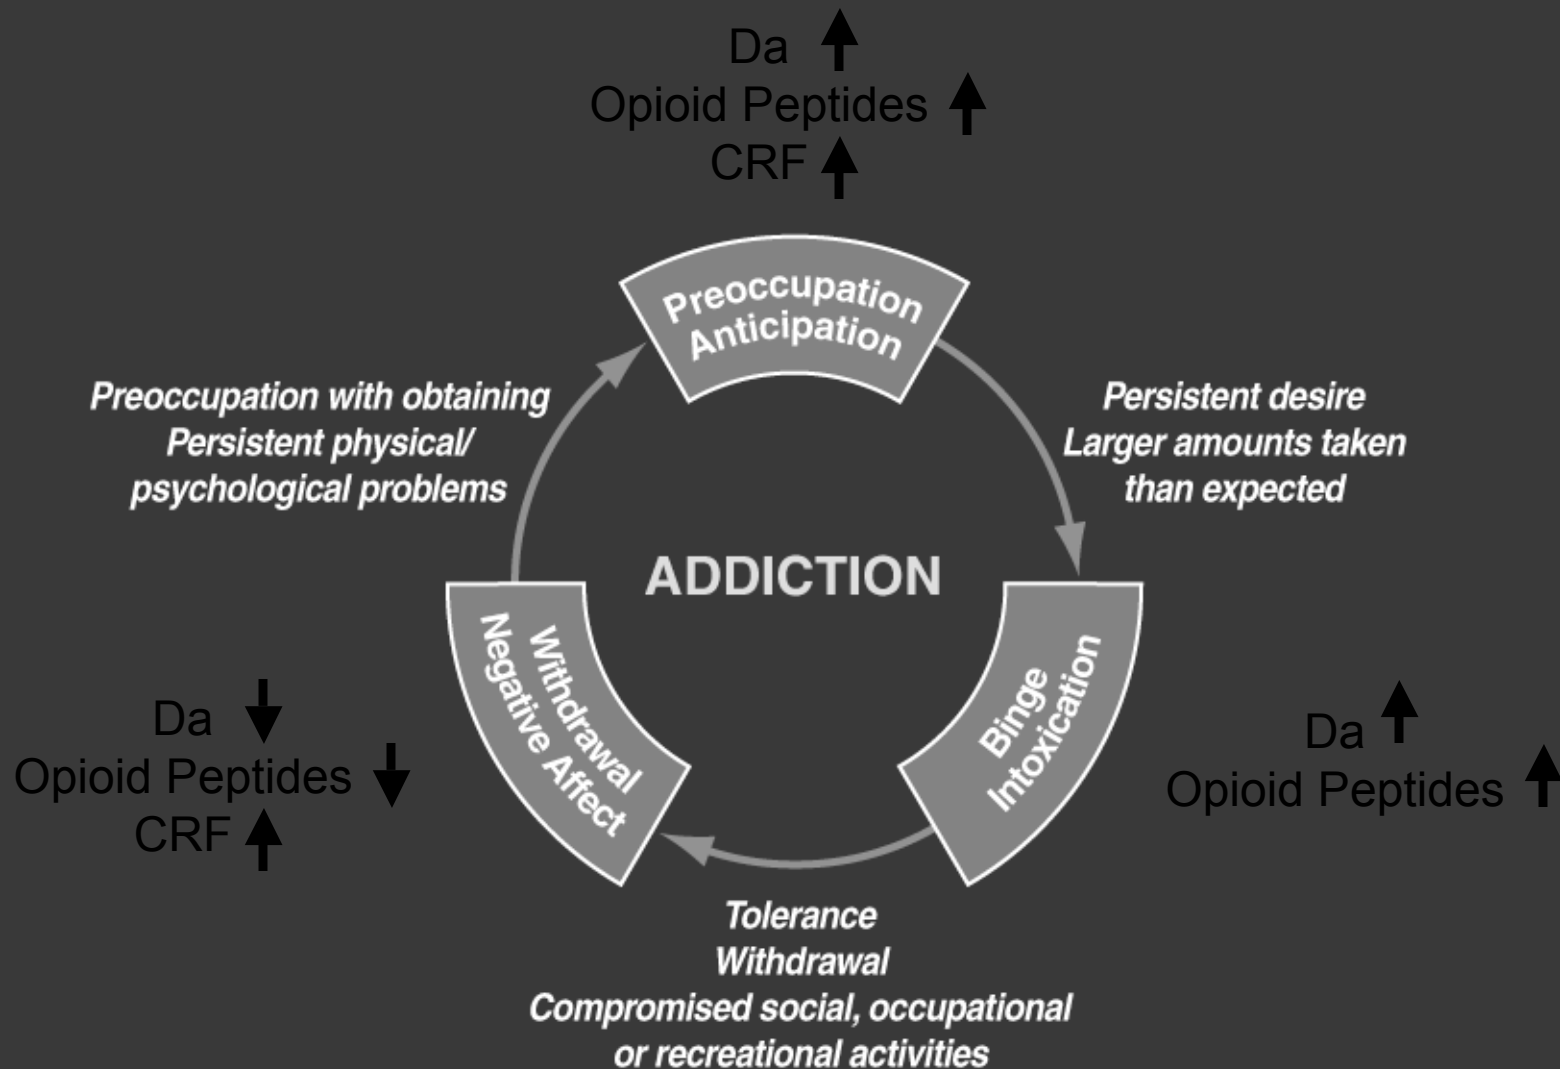 Da ↑
Opioid Peptides ↑
CRF ↑
Preoccupation
Anticipation
Preoccupation with obtaining
Persistent physical/
psychological problems
Persistent desire
Larger amounts taken
than expected
ADDICTION
Withdrawal
Negative Affect
Binge
Intoxication
Da ↓
Opioid Peptides ↓
CRF ↑
Da ↑
Opioid Peptides ↑
Tolerance
Withdrawal
Compromised social, occupational
or recreational activities